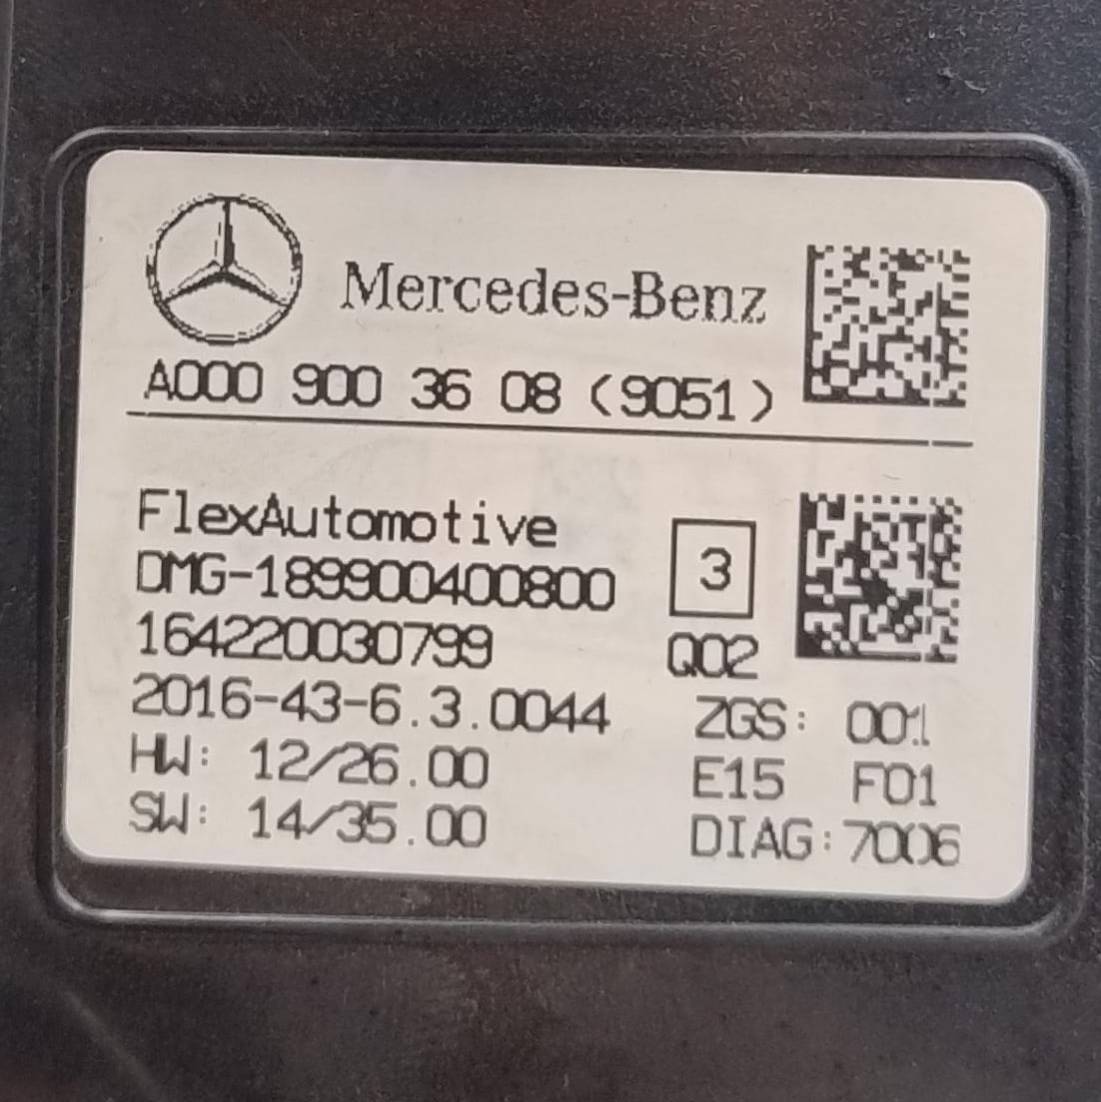 Mercedes-Benz
A000 900 36 08 (9051)
FlexAutomotive
DMG-189900400800
3
164220030799
Q02
2016-43-6.3.0044
ZGS: 001
HW: 12/26.00
E15 F01
SW: 14/35.00
DIAG:7006